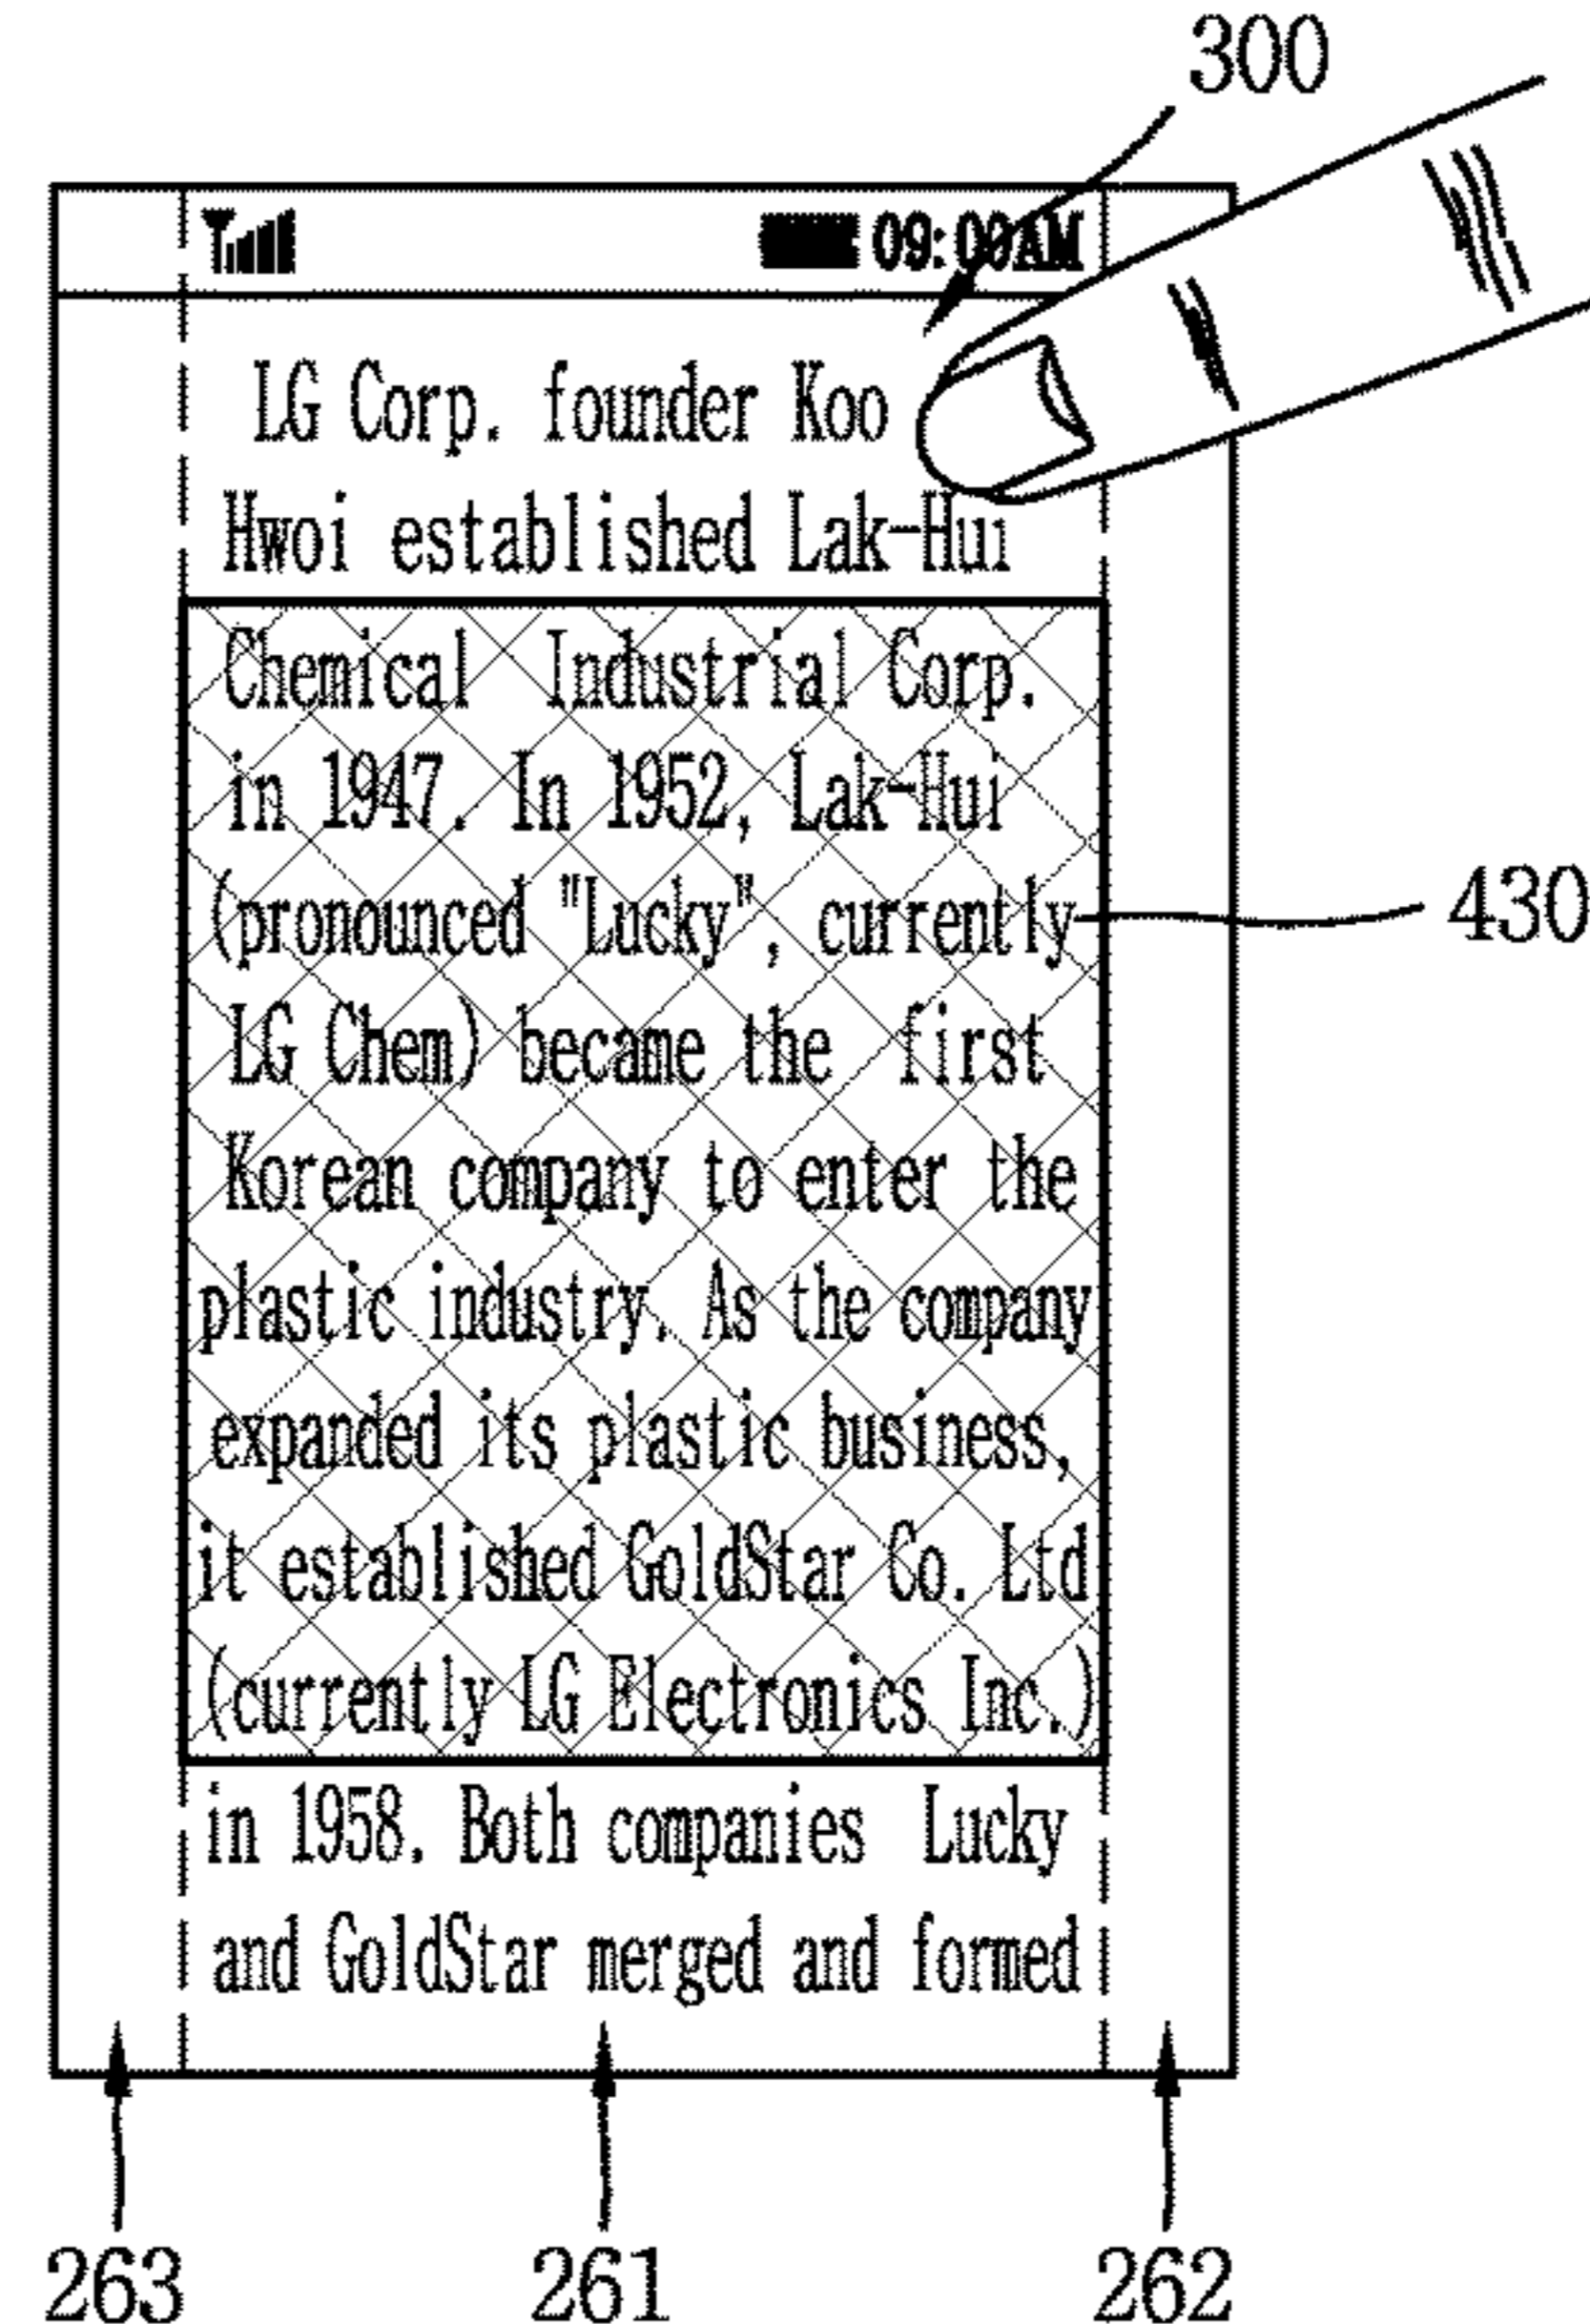 300
09:00AM
LG Corp. founder Koo
Hwoi established Lak-Hui
Chemical Industrial Corp.
in 1947. In 1952, Lak-Hui
(pronounced "Lucky", currently
430
LG Chem) became the first
Korean company to enter the
plastic industry. As the company
expanded its plastic business,
it established GoldStar Co. Ltd
(currently LG Electronics Inc.)
in 1958. Both companies Lucky
and GoldStar merged and formed
263 261 262